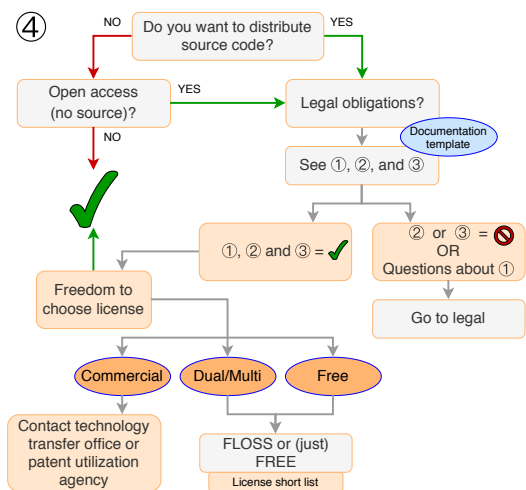 ④
NO
Do you want to distribute
source code?
YES
Open access
(no source)?
YES
Legal obligations?
NO
Documentation
template
See ①, ②, and ③
①, ② and ③ =
② or ③ =
OR
Questions about ①
Freedom to
choose license
Go to legal
Commercial
Dual/Multi
Free
Contact technology
transfer office or
patent utilization
agency
FLOSS or (just)
FREE
License short list